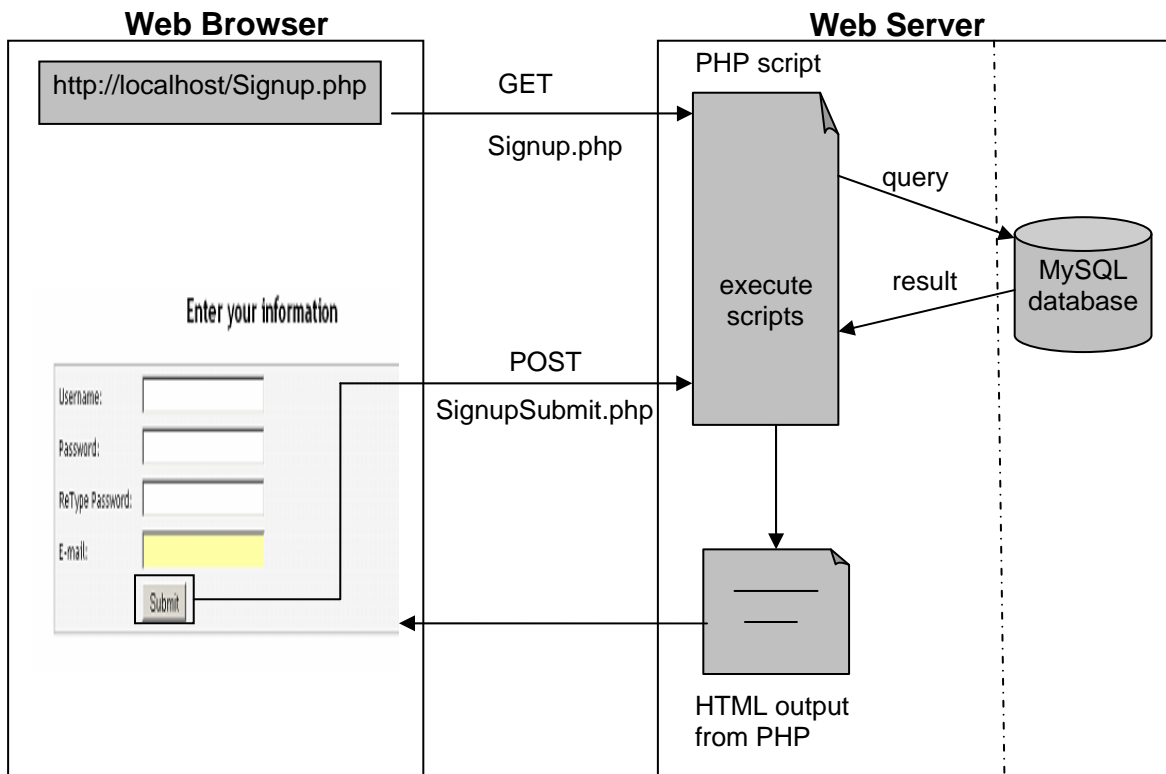 Web Browser
Web Server
http://localhost/Signup.php
GET
Signup.php
PHP script
query
MySQL
database
result
execute
scripts
Enter your information
Username:
Password:
ReType Password:
E-mail:
Submit
POST
SignupSubmit.php
HTML output
from PHP